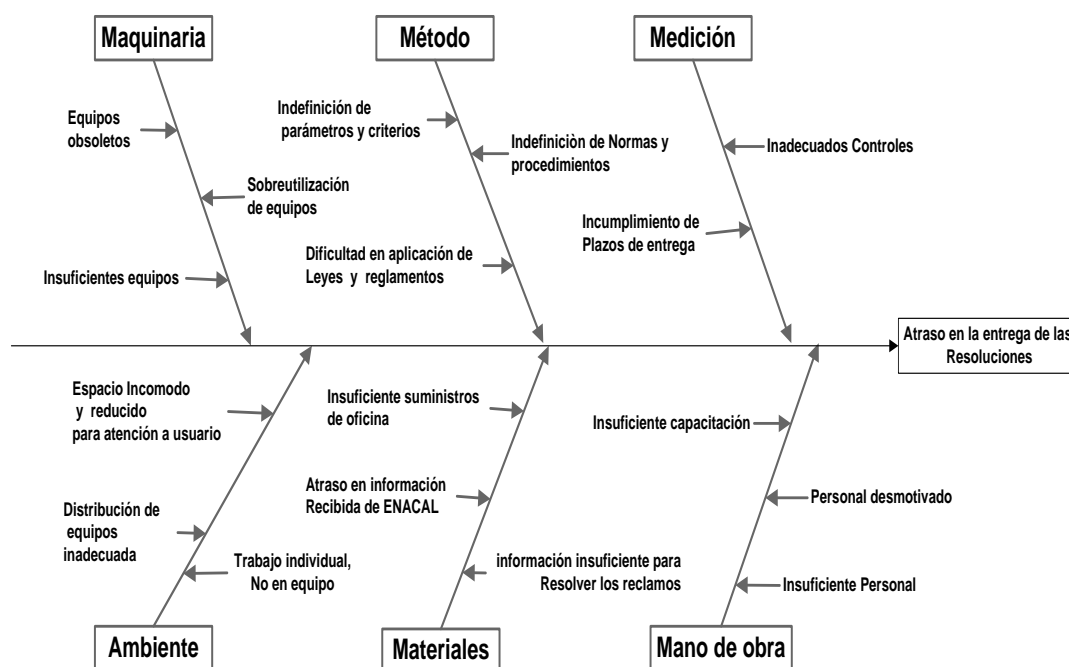 Maquinaria
Método
Medición
Equipos
obsoletos
Sobreutilización
de equipos
Insuficientes equipos
Indefinición de
parámetros y criterios
Indefiniciòn de Normas y
procedimientos
Dificultad en aplicación de
Leyes y reglamentos
Inadecuados Controles
Incumplimiento de
Plazos de entrega
Atraso en la entrega de las
Resoluciones
Espacio Incomodo
y reducido
para atención a usuario
Distribución de
equipos
inadecuada
Trabajo individual,
No en equipo
Insuficiente suministros
de oficina
Atraso en información
Recibida de ENACAL
información insuficiente para
Resolver los reclamos
Insuficiente capacitación
Personal desmotivado
Insuficiente Personal
Ambiente
Materiales
Mano de obra